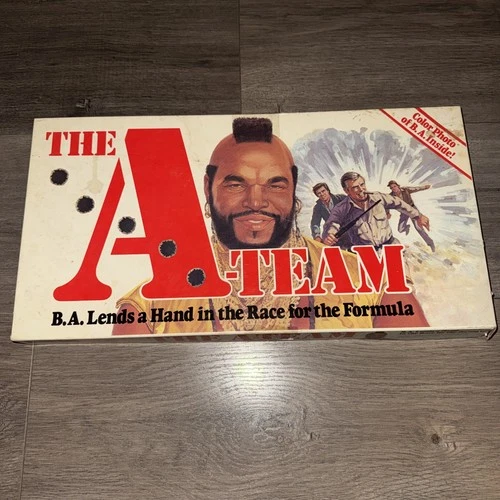 THE
A-TEAM
Color Photo
of B.A. Inside!
B.A. Lends a Hand in the Race for the Formula